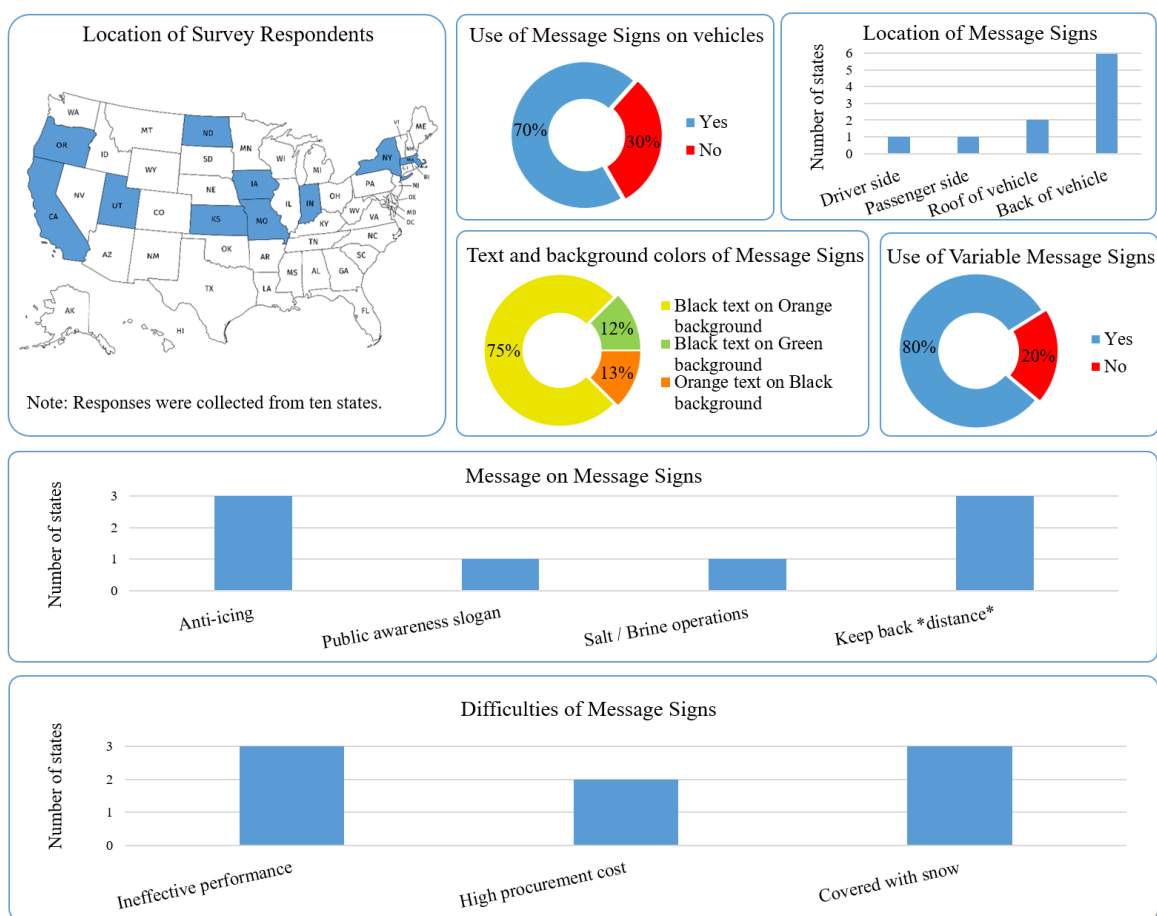 Location of Survey Respondents
WA
MT
ND
MN
ME
VT
NH
OR
ID
SD
WI
MI
NY
MA
RI
WY
NE
IA
PA
NJ
NV
UT
CO
IL
IN
OH
DE
MD
DC
CA
KS
MO
KY
WV
VA
AZ
NM
OK
AR
TN
NC
SC
MS
AL
GA
TX
LA
FL
AK
HI
Note: Responses were collected from ten states.
Use of Message Signs on vehicles
70%
30%
Yes
No
Location of Message Signs
Number of states
6
5
4
3
2
1
0
Driver side
Passenger side
Roof of vehicle
Back of vehicle
Text and background colors of Message Signs
75%
12%
13%
Black text on Orange
background
Black text on Green
background
Orange text on Black
background
Use of Variable Message Signs
80%
20%
Yes
No
Message on Message Signs
Number of states
3
2
1
0
Anti-icing
Public awareness slogan
Salt / Brine operations
Keep back *distance*
Difficulties of Message Signs
Number of states
3
2
1
0
Ineffective performance
High procurement cost
Covered with snow